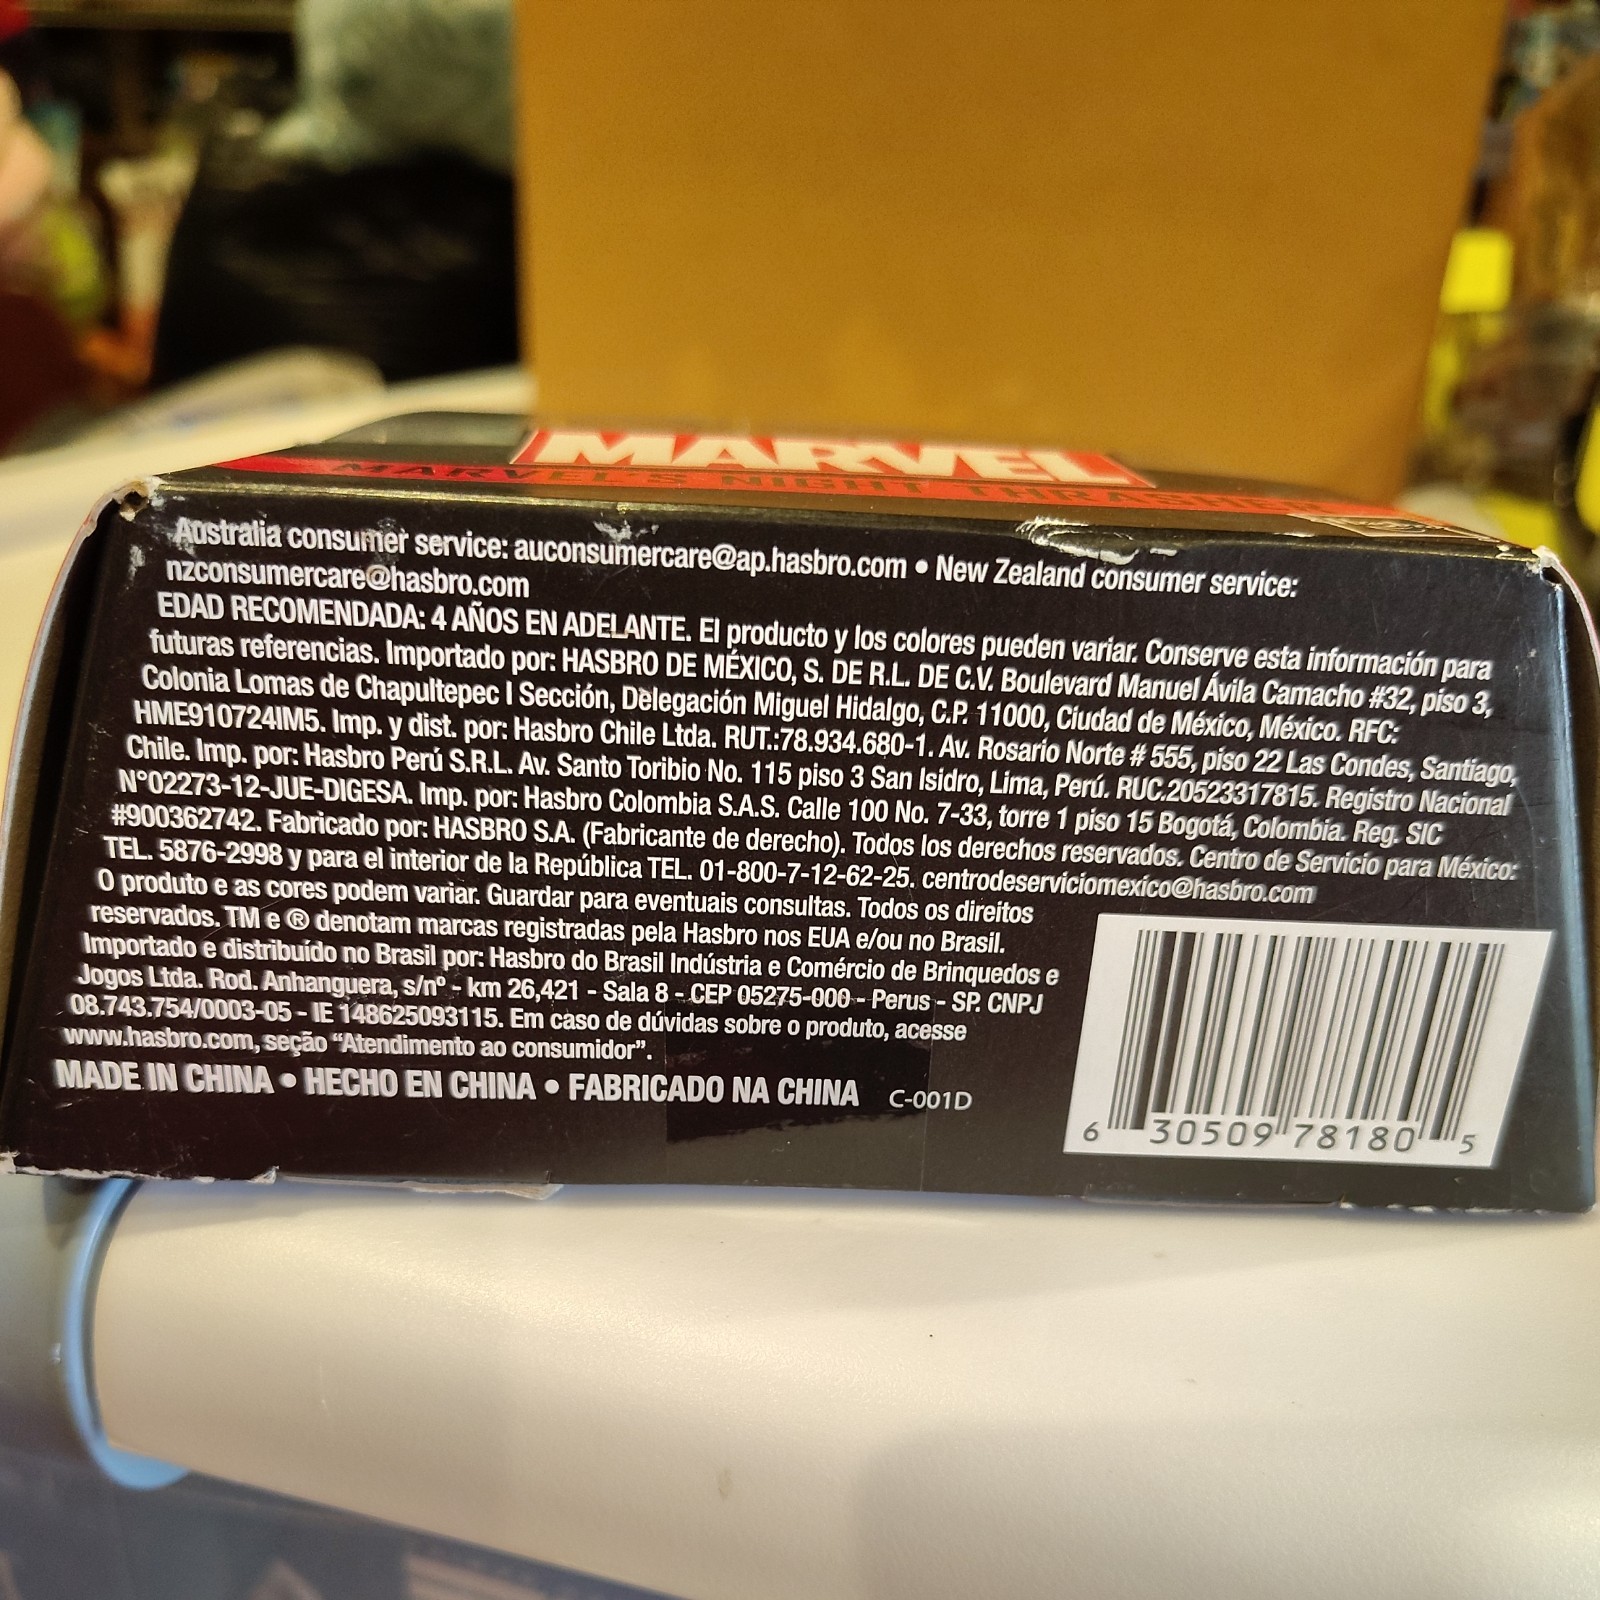 MARVEL
MARVEL'S NIGHT THRASHER
Australia consumer service: auconsumercare@ap.hasbro.com • New Zealand consumer service:
nzconsumercare@hasbro.com
EDAD RECOMENDADA: 4 AÑOS EN ADELANTE. El producto y los colores pueden variar. Conserve esta información para
futuras referencias. Importado por: HASBRO DE MÉXICO, S. DE R.L. DE C.V. Boulevard Manuel Ávila Camacho #32, piso 3,
Colonia Lomas de Chapultepec I Sección, Delegación Miguel Hidalgo, C.P. 11000, Ciudad de México, México. RFC:
HME910724IM5. Imp. y dist. por: Hasbro Chile Ltda. RUT.:78.934.680-1. Av. Rosario Norte # 555, piso 22 Las Condes, Santiago,
Chile. Imp. por: Hasbro Perú S.R.L. Av. Santo Toribio No. 115 piso 3 San Isidro, Lima, Perú. RUC.20523317815. Registro Nacional
N°02273-12-JUE-DIGESA. Imp. por: Hasbro Colombia S.A.S. Calle 100 No. 7-33, torre 1 piso 15 Bogotá, Colombia. Reg. SIC
#900362742. Fabricado por: HASBRO S.A. (Fabricante de derecho). Todos los derechos reservados. Centro de Servicio para México:
TEL. 5876-2998 y para el interior de la República TEL. 01-800-7-12-62-25. centrodeserviciomexico@hasbro.com
O produto e as cores podem variar. Guardar para eventuais consultas. Todos os direitos
reservados. TM e ® denotam marcas registradas pela Hasbro nos EUA e/ou no Brasil.
Importado e distribuído no Brasil por: Hasbro do Brasil Indústria e Comércio de Brinquedos e
Jogos Ltda. Rod. Anhanguera, s/nº - km 26,421 - Sala 8 - CEP 05275-000 - Perus - SP. CNPJ
08.743.754/0003-05 - IE 148625093115. Em caso de dúvidas sobre o produto, acesse
www.hasbro.com, seção “Atendimento ao consumidor”.
MADE IN CHINA • HECHO EN CHINA • FABRICADO NA CHINA C-001D
6 30509 78180 5